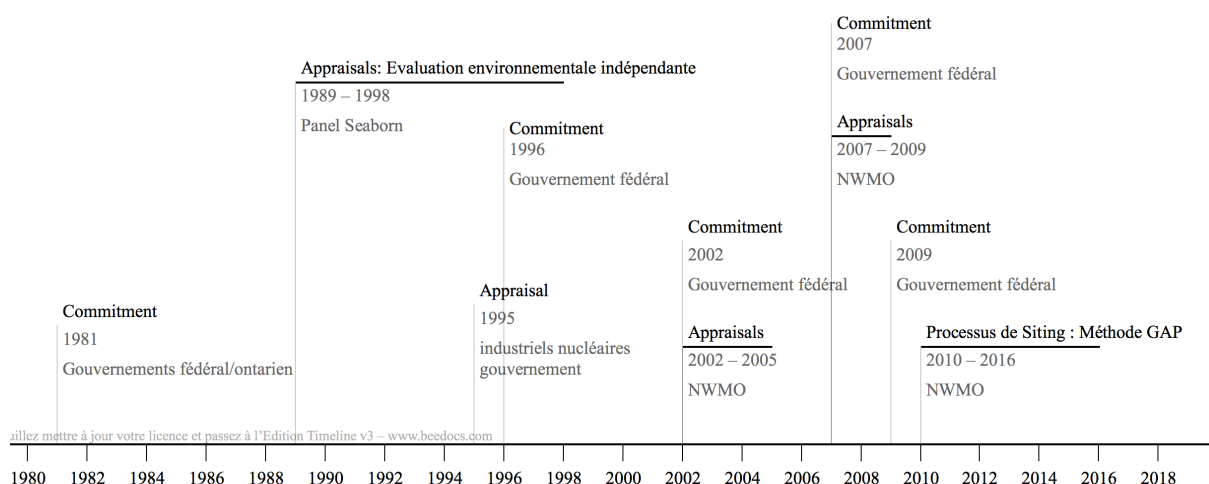 Commitment
2007
Gouvernement fédéral
Appraisals: Evaluation environnementale indépendante
1989 – 1998
Panel Seaborn
Commitment
1996
Gouvernement fédéral
Appraisals
2007 – 2009
NWMO
Commitment
2002
Gouvernement fédéral
Commitment
2009
Gouvernement fédéral
Commitment
1981
Gouvernements fédéral/ontarien
Appraisal
1995
industriels nucléaires
gouvernement
Appraisals
2002 – 2005
NWMO
Processus de Siting : Méthode GAP
2010 – 2016
NWMO
uillez mettre à jour votre licence et passez à l'Edition Timeline v3 – www.beedocs.com
1980 1982 1984 1986 1988 1990 1992 1994 1996 1998 2000 2002 2004 2006 2008 2010 2012 2014 2016 2018